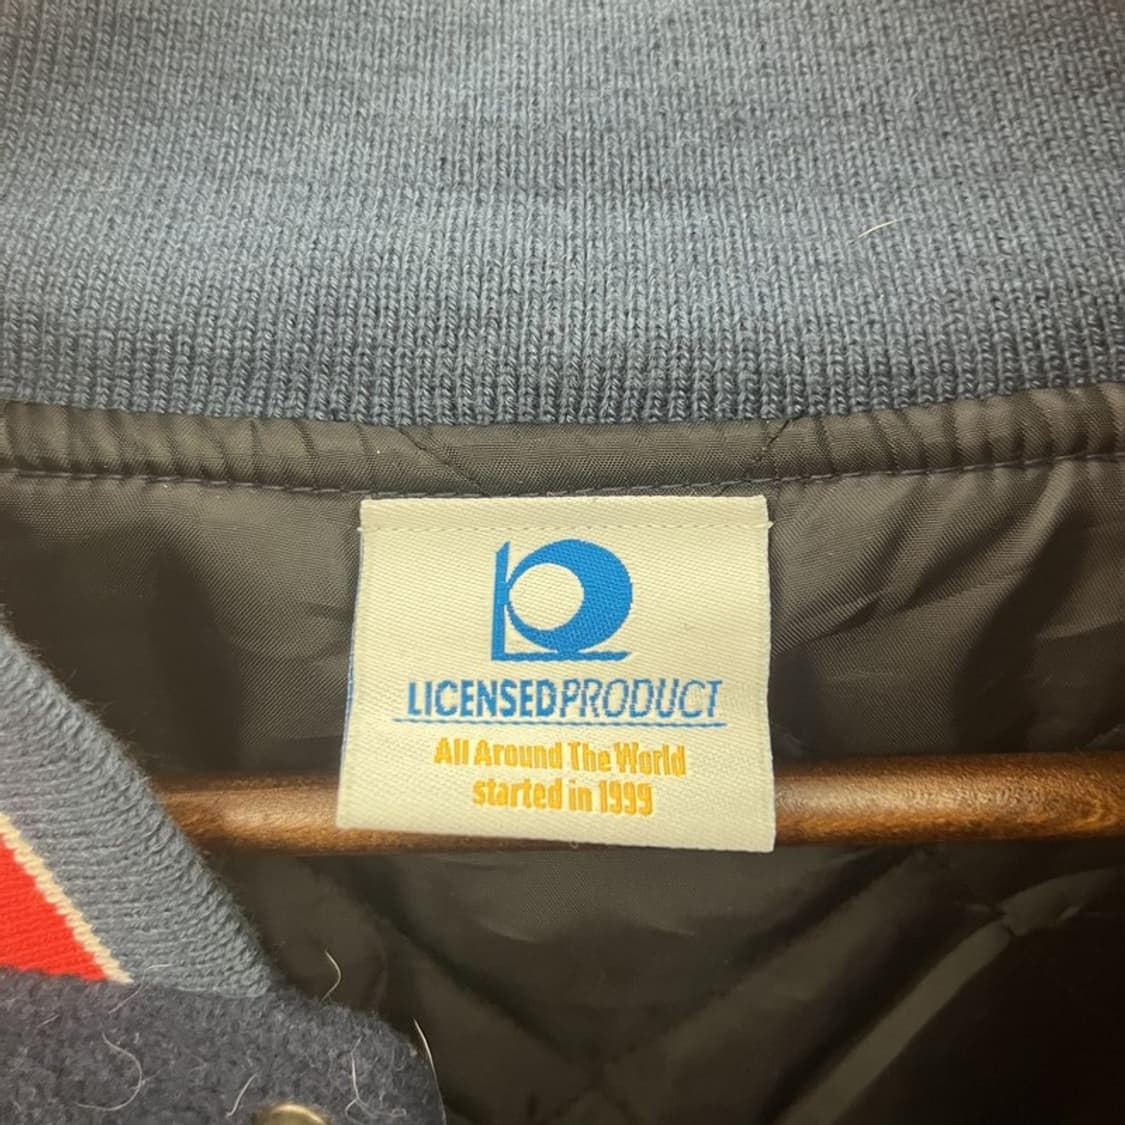 LICENSEDPRODUCT
All Around The World
started in 1999